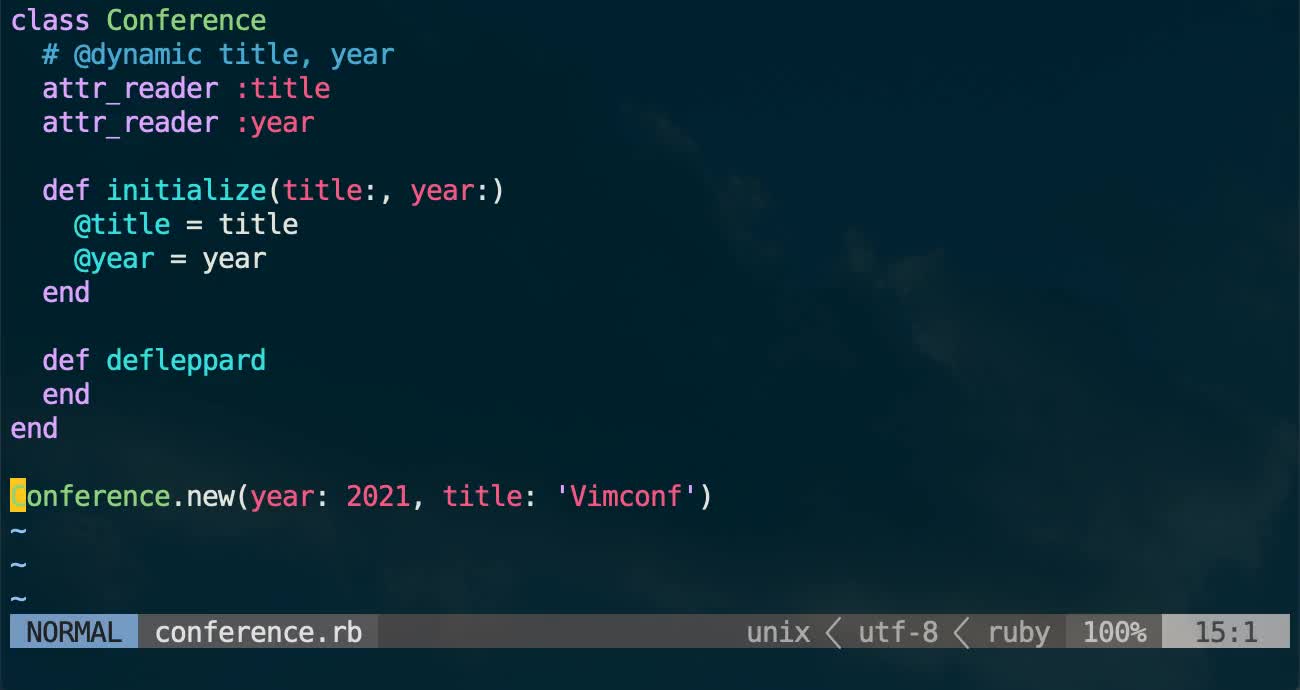 class Conference
  # @dynamic title, year
  attr_reader :title
  attr_reader :year

  def initialize(title:, year:)
    @title = title
    @year = year
  end

  def defleppard
  end
end

Conference.new(year: 2021, title: 'Vimconf')
~
~
~
NORMAL conference.rb unix < utf-8 < ruby 100% 15:1